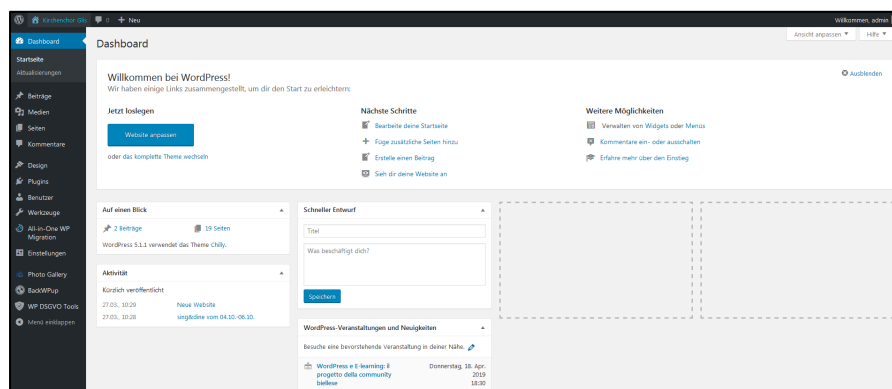 Kirchenchor Glis
0
+ Neu
Willkommen, admin
Dashboard
Startseite
Aktualisierungen
Beiträge
Medien
Seiten
Kommentare
Design
Plugins
Benutzer
Werkzeuge
All-in-One WP
Migration
Einstellungen
Photo Gallery
BackWPup
WP DSGVO Tools
Menü einklappen
Dashboard
Ansicht anpassen
Hilfe
Willkommen bei WordPress!
Wir haben einige Links zusammengestellt, um dir den Start zu erleichtern:
Ausblenden
Jetzt loslegen
Website anpassen
oder das komplette Theme wechseln
Nächste Schritte
Bearbeite deine Startseite
Füge zusätzliche Seiten hinzu
Erstelle einen Beitrag
Sieh dir deine Website an
Weitere Möglichkeiten
Verwalten von Widgets oder Menüs
Kommentare ein- oder ausschalten
Erfahre mehr über den Einstieg
Auf einen Blick
2 Beiträge
19 Seiten
WordPress 5.1.1 verwendet das Theme Chilly.
Aktivität
Kürzlich veröffentlicht
27.03., 10:29 Neue Website
27.03., 10:28 sing&dine vom 04.10.-06.10.
Schneller Entwurf
Titel
Was beschäftigt dich?
Speichern
WordPress-Veranstaltungen und Neuigkeiten
Besuche eine bevorstehende Veranstaltung in deiner Nähe.
WordPress e E-learning: il
progetto della community
biellese
Donnerstag, 18. Apr.
2019
18:30